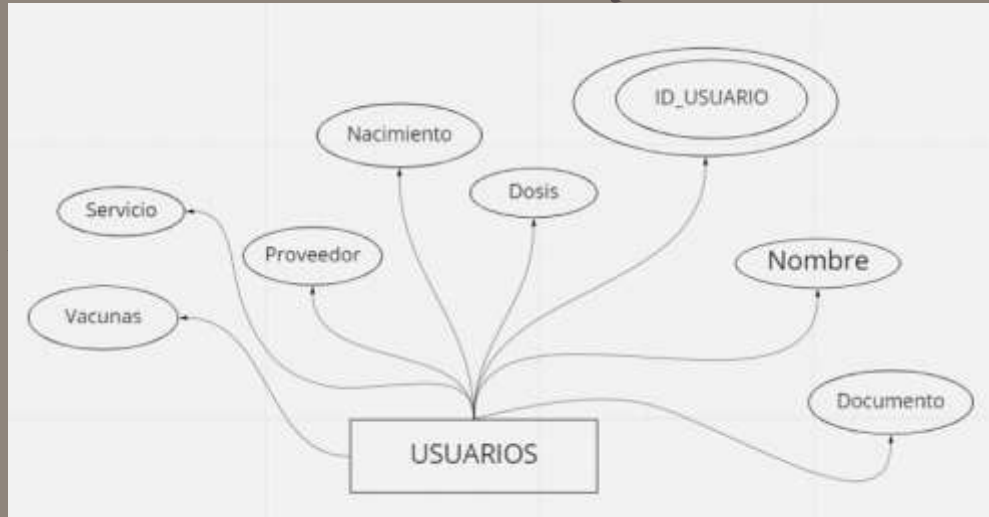 ID_USUARIO
Nacimiento
Dosis
Servicio
Proveedor
Nombre
Vacunas
Documento
USUARIOS